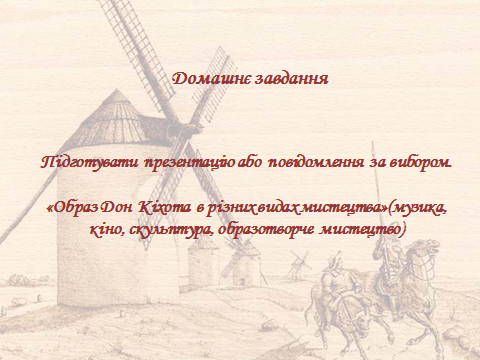 Домашнє завдання
Підготувати презентацію або повідомлення за вибором.
«Образ Дон Кіхота в різних видах мистецтва»(музика,
кіно, скульптура, образотворче мистецтво)